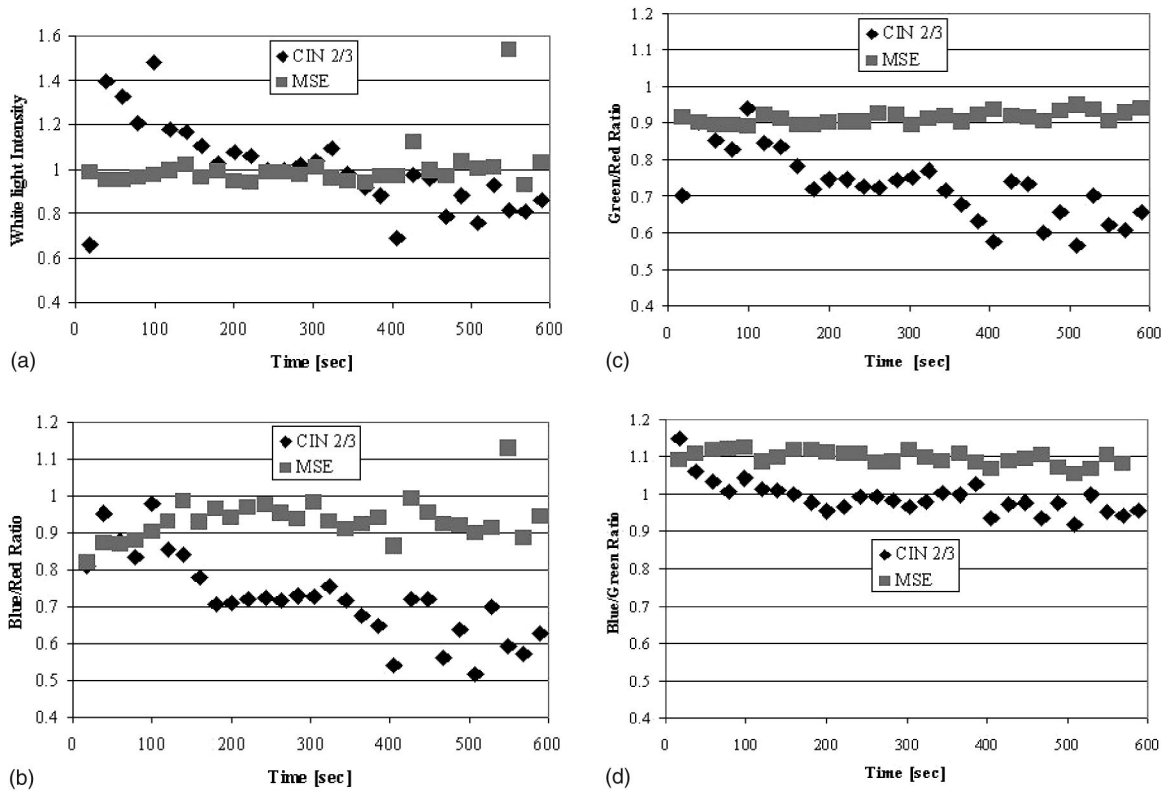 1.6
1.4
1.2
1
0.8
0.6
0.4
White light Intensity
CIN 2/3
MSE
0 100 200 300 400 500 600
Time [sec]
(a)
1.2
1.1
1
0.9
0.8
0.7
0.6
0.5
0.4
Green/Red Ratio
CIN 2/3
MSE
0 100 200 300 400 500 600
Time [sec]
(c)
1.2
1.1
1
0.9
0.8
0.7
0.6
0.5
0.4
Blue/Red Ratio
CIN 2/3
MSE
0 100 200 300 400 500 600
Time [sec]
(b)
1.2
1.1
1
0.9
0.8
0.7
0.6
0.5
0.4
Blue/Green Ratio
CIN 2/3
MSE
0 100 200 300 400 500 600
Time [sec]
(d)